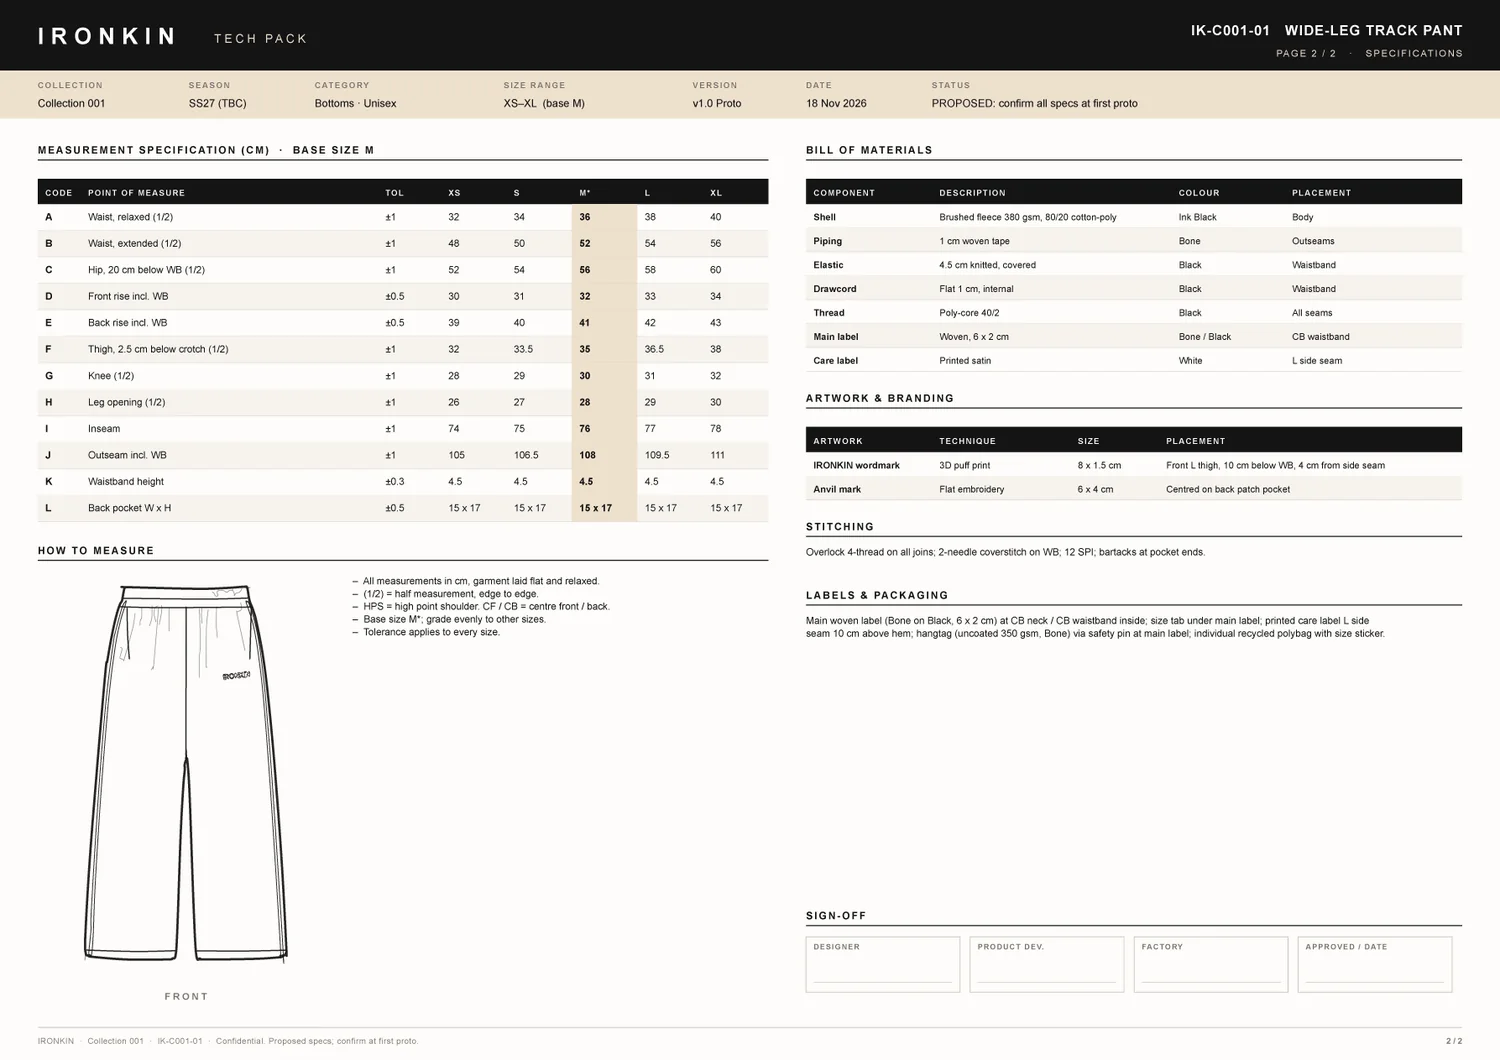 IRONKIN TECH PACK
IK-C001-01 WIDE-LEG TRACK PANT
PAGE 2 / 2 · SPECIFICATIONS
COLLECTION SEASON CATEGORY SIZE RANGE VERSION DATE STATUS
Collection 001 SS27 (TBC) Bottoms · Unisex XS–XL (base M) v1.0 Proto 18 Nov 2026 PROPOSED: confirm all specs at first proto
MEASUREMENT SPECIFICATION (CM) · BASE SIZE M
CODE POINT OF MEASURE TOL XS S M* L XL
A Waist, relaxed (1/2) ±1 32 34 36 38 40
B Waist, extended (1/2) ±1 48 50 52 54 56
C Hip, 20 cm below WB (1/2) ±1 52 54 56 58 60
D Front rise incl. WB ±0.5 30 31 32 33 34
E Back rise incl. WB ±0.5 39 40 41 42 43
F Thigh, 2.5 cm below crotch (1/2) ±1 32 33.5 35 36.5 38
G Knee (1/2) ±1 28 29 30 31 32
H Leg opening (1/2) ±1 26 27 28 29 30
I Inseam ±1 74 75 76 77 78
J Outseam incl. WB ±1 105 106.5 108 109.5 111
K Waistband height ±0.3 4.5 4.5 4.5 4.5 4.5
L Back pocket W x H ±0.5 15 x 17 15 x 17 15 x 17 15 x 17 15 x 17
HOW TO MEASURE
– All measurements in cm, garment laid flat and relaxed.
– (1/2) = half measurement, edge to edge.
– HPS = high point shoulder. CF / CB = centre front / back.
– Base size M*; grade evenly to other sizes.
– Tolerance applies to every size.
FRONT
BILL OF MATERIALS
COMPONENT DESCRIPTION COLOUR PLACEMENT
Shell Brushed fleece 380 gsm, 80/20 cotton-poly Ink Black Body
Piping 1 cm woven tape Bone Outseams
Elastic 4.5 cm knitted, covered Black Waistband
Drawcord Flat 1 cm, internal Black Waistband
Thread Poly-core 40/2 Black All seams
Main label Woven, 6 x 2 cm Bone / Black CB waistband
Care label Printed satin White L side seam
ARTWORK & BRANDING
ARTWORK TECHNIQUE SIZE PLACEMENT
IRONKIN wordmark 3D puff print 8 x 1.5 cm Front L thigh, 10 cm below WB, 4 cm from side seam
Anvil mark Flat embroidery 6 x 4 cm Centred on back patch pocket
STITCHING
Overlock 4-thread on all joins; 2-needle coverstitch on WB; 12 SPI; bartacks at pocket ends.
LABELS & PACKAGING
Main woven label (Bone on Black, 6 x 2 cm) at CB neck / CB waistband inside; size tab under main label; printed care label L side
seam 10 cm above hem; hangtag (uncoated 350 gsm, Bone) via safety pin at main label; individual recycled polybag with size sticker.
SIGN-OFF
DESIGNER PRODUCT DEV. FACTORY APPROVED / DATE
IRONKIN · Collection 001 · IK-C001-01 · Confidential. Proposed specs; confirm at first proto.
2 / 2